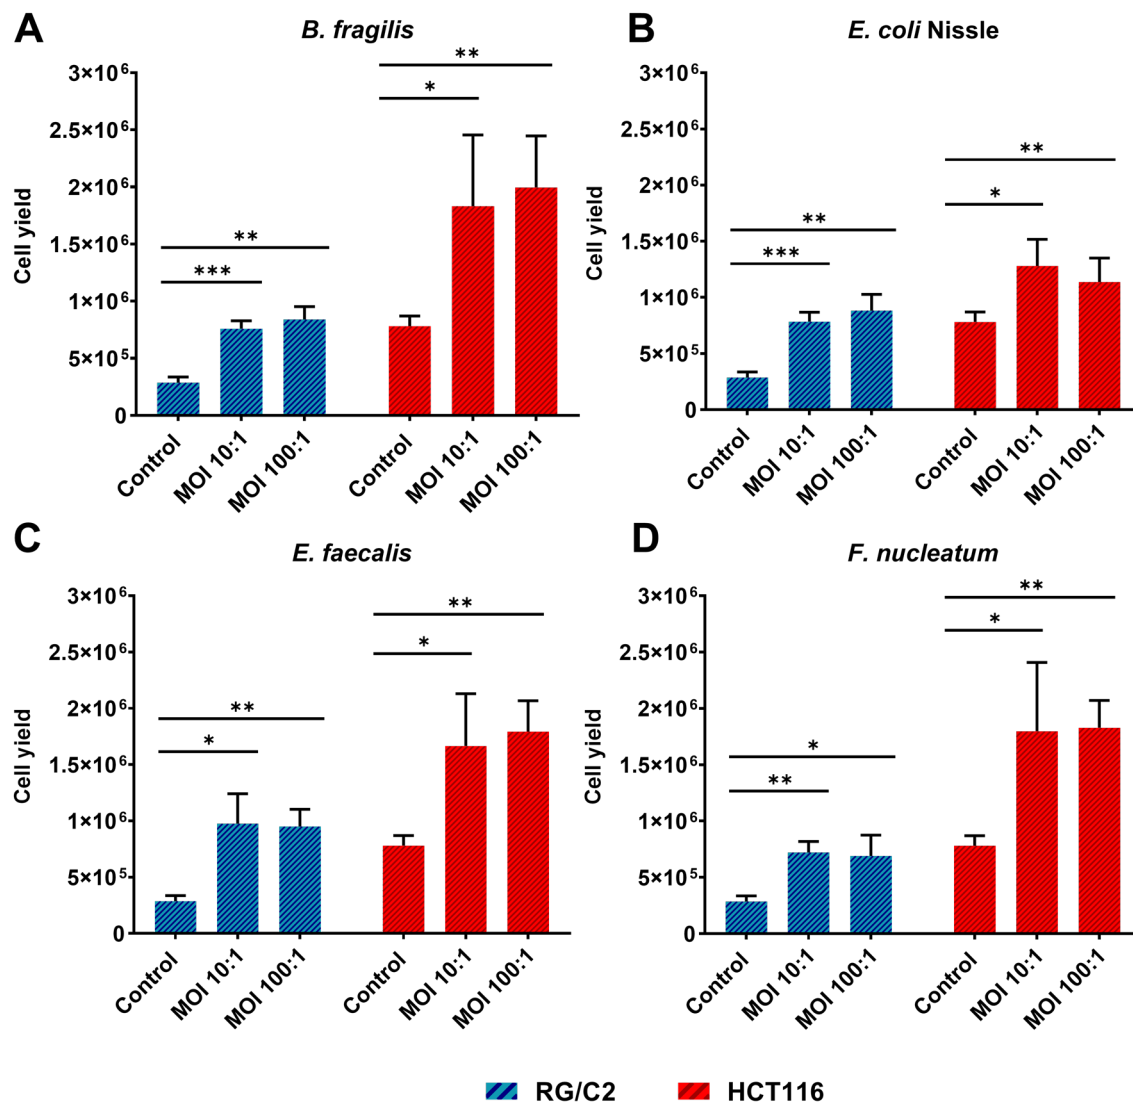 A
B. fragilis
Cell yield
3×10⁶
2.5×10⁶
2×10⁶
1.5×10⁶
1×10⁶
5×10⁵
0
***
**
*
**
Control
MOI 10:1
MOI 100:1
Control
MOI 10:1
MOI 100:1
B
E. coli Nissle
Cell yield
3×10⁶
2.5×10⁶
2×10⁶
1.5×10⁶
1×10⁶
5×10⁵
0
***
**
*
**
Control
MOI 10:1
MOI 100:1
Control
MOI 10:1
MOI 100:1
C
E. faecalis
Cell yield
3×10⁶
2.5×10⁶
2×10⁶
1.5×10⁶
1×10⁶
5×10⁵
0
*
**
*
**
Control
MOI 10:1
MOI 100:1
Control
MOI 10:1
MOI 100:1
D
F. nucleatum
Cell yield
3×10⁶
2.5×10⁶
2×10⁶
1.5×10⁶
1×10⁶
5×10⁵
0
**
*
*
**
Control
MOI 10:1
MOI 100:1
Control
MOI 10:1
MOI 100:1
RG/C2
HCT116